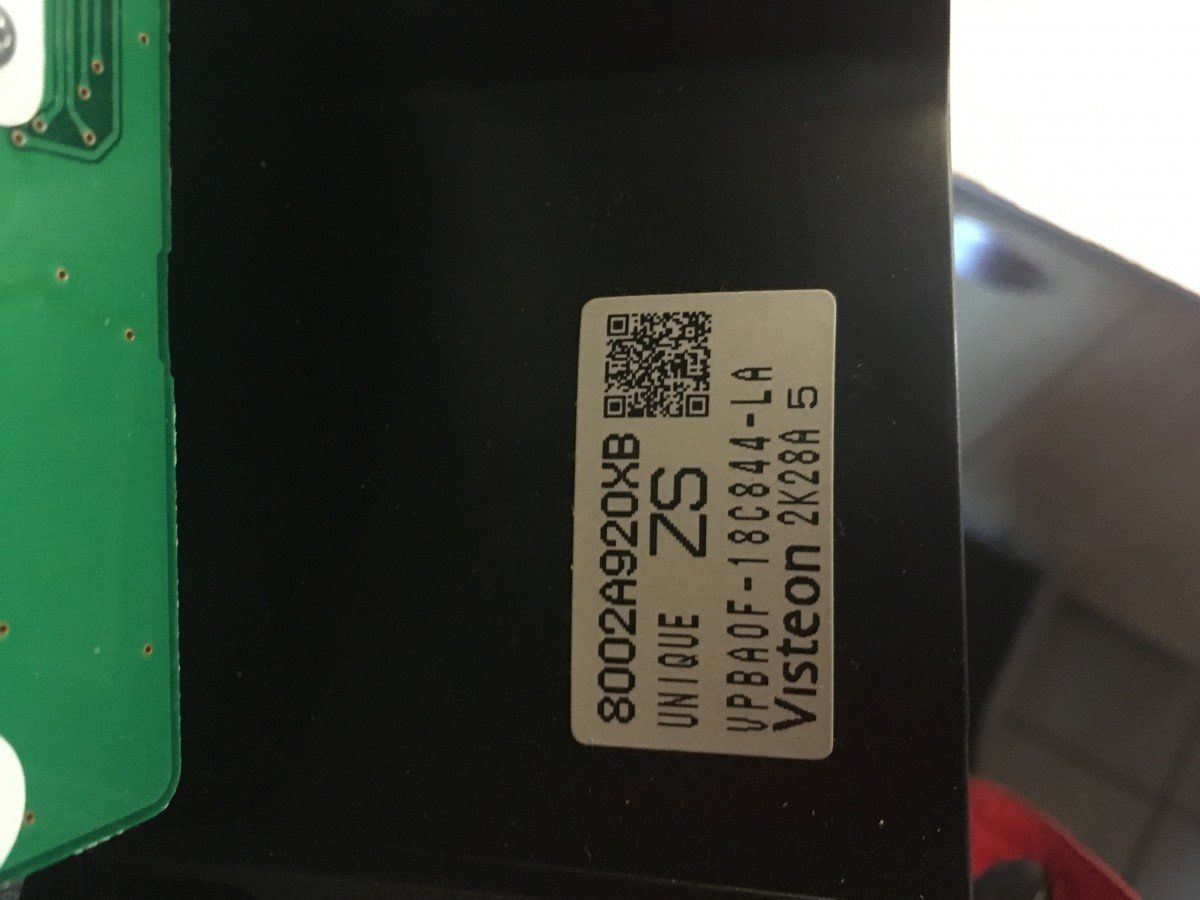 8002A920XB
UNIQUE ZS
VPBA0F-18C844-LA
Visteon 2K28A 5